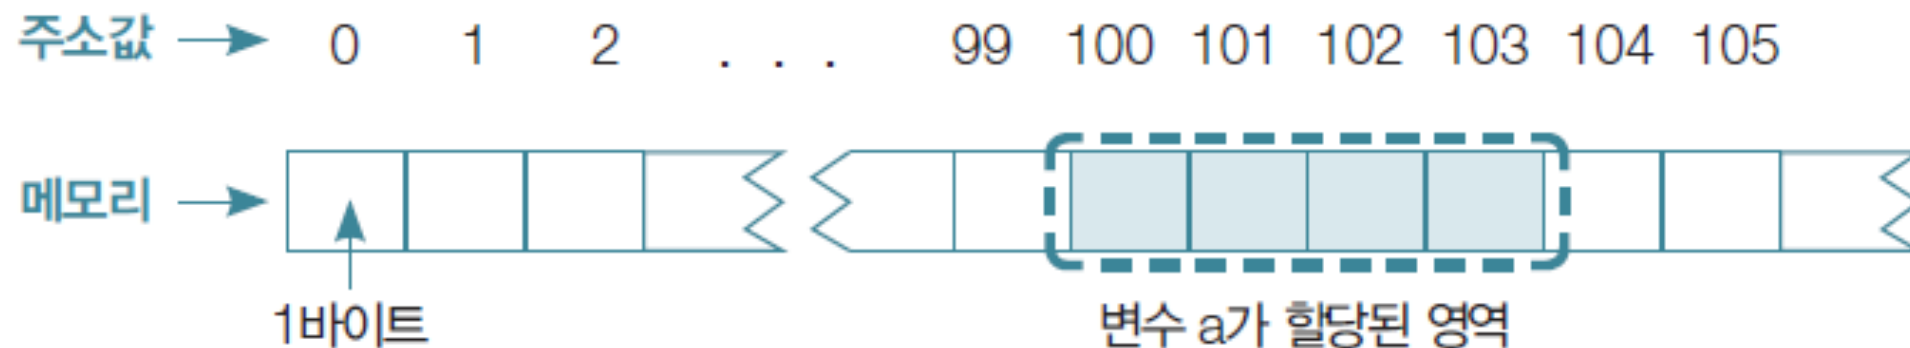 주소값 0 1 2 . . . 99 100 101 102 103 104 105
메모리
1바이트 변수 a가 할당된 영역